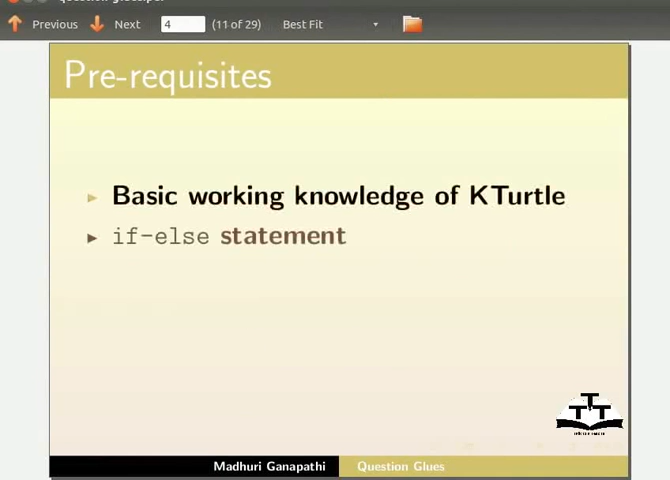 Previous Next 4 (11 of 29) Best Fit
Pre-requisites
Basic working knowledge of KTurtle
if-else statement
TTT
Madhuri Ganapathi Question Glues